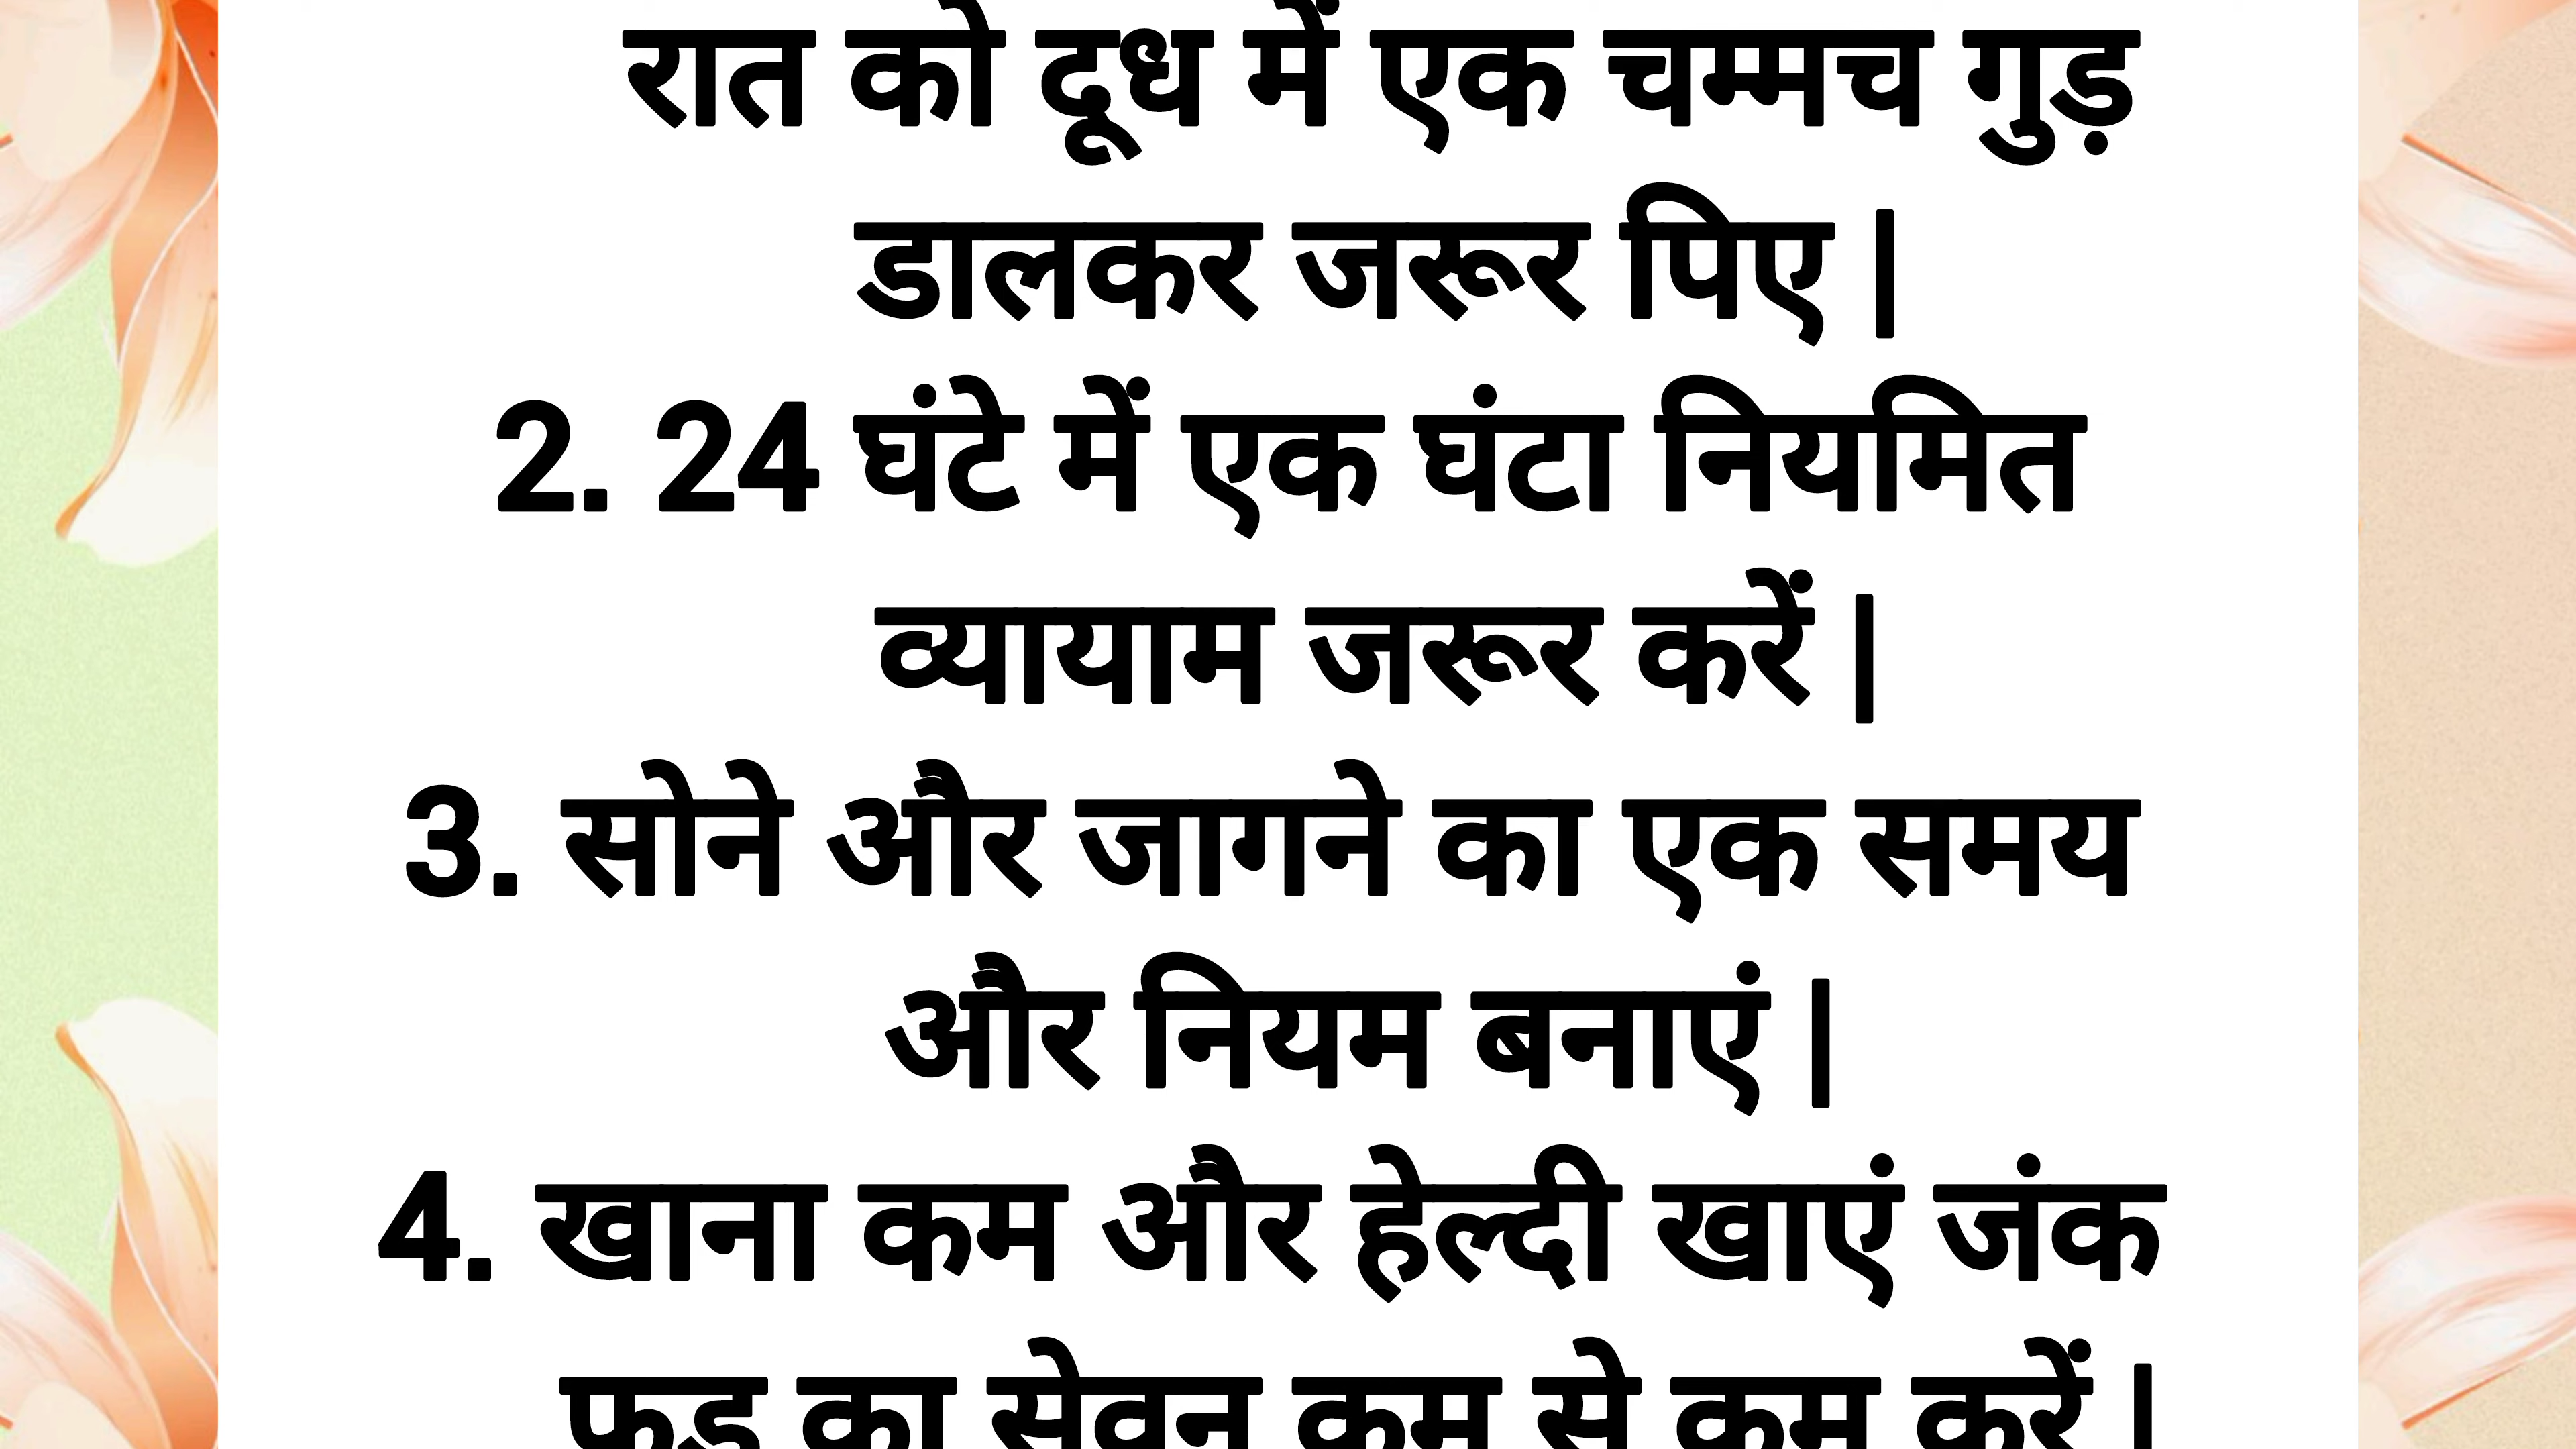 रात को दूध में एक चम्मच गुड़
डालकर जरूर पिए |
2. 24 घंटे में एक घंटा नियमित
व्यायाम जरूर करें |
3. सोने और जागने का एक समय
और नियम बनाएं |
4. खाना कम और हेल्दी खाएं जंक
फूड का सेवन कम से कम करें |